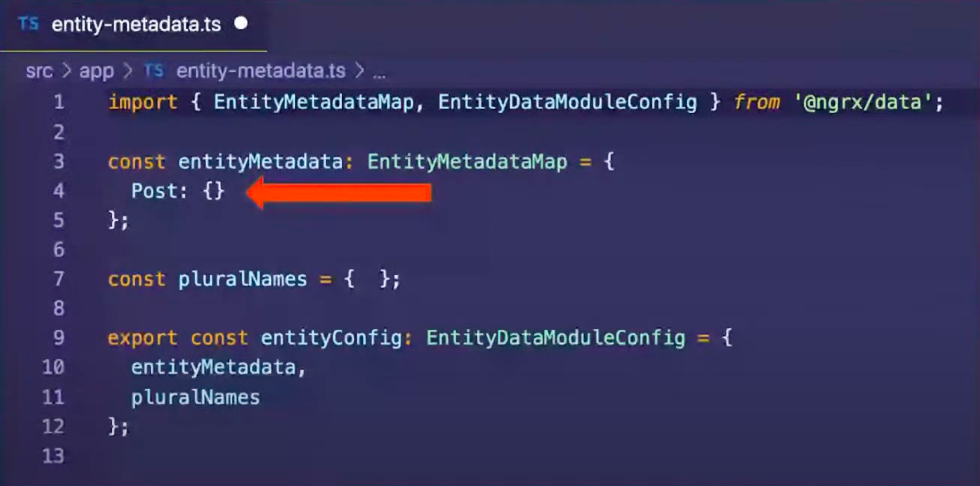 TS entity-metadata.ts
src > app > TS entity-metadata.ts > ...
1 import { EntityMetadataMap, EntityDataModuleConfig } from '@ngrx/data';
2
3 const entityMetadata: EntityMetadataMap = {
4   Post: {}
5 };
6
7 const pluralNames = {  };
8
9 export const entityConfig: EntityDataModuleConfig = {
10   entityMetadata,
11   pluralNames
12 };
13